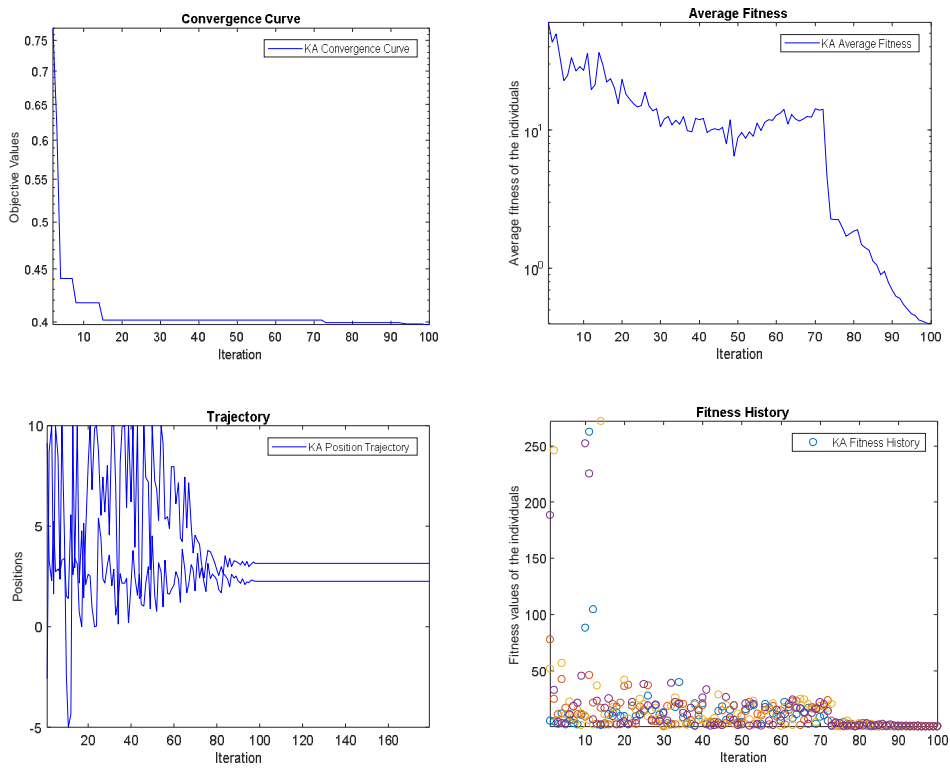 Convergence Curve
KA Convergence Curve
0.75
0.7
0.65
0.6
0.55
0.5
0.45
0.4
Objective Values
10 20 30 40 50 60 70 80 90 100
Iteration
Average Fitness
KA Average Fitness
10^1
10^0
Average fitness of the individuals
10 20 30 40 50 60 70 80 90 100
Iteration
Trajectory
KA Position Trajectory
10
5
0
-5
Positions
20 40 60 80 100 120 140 160
Iteration
Fitness History
KA Fitness History
250
200
150
100
50
Fitness values of the individuals
10 20 30 40 50 60 70 80 90 100
Iteration